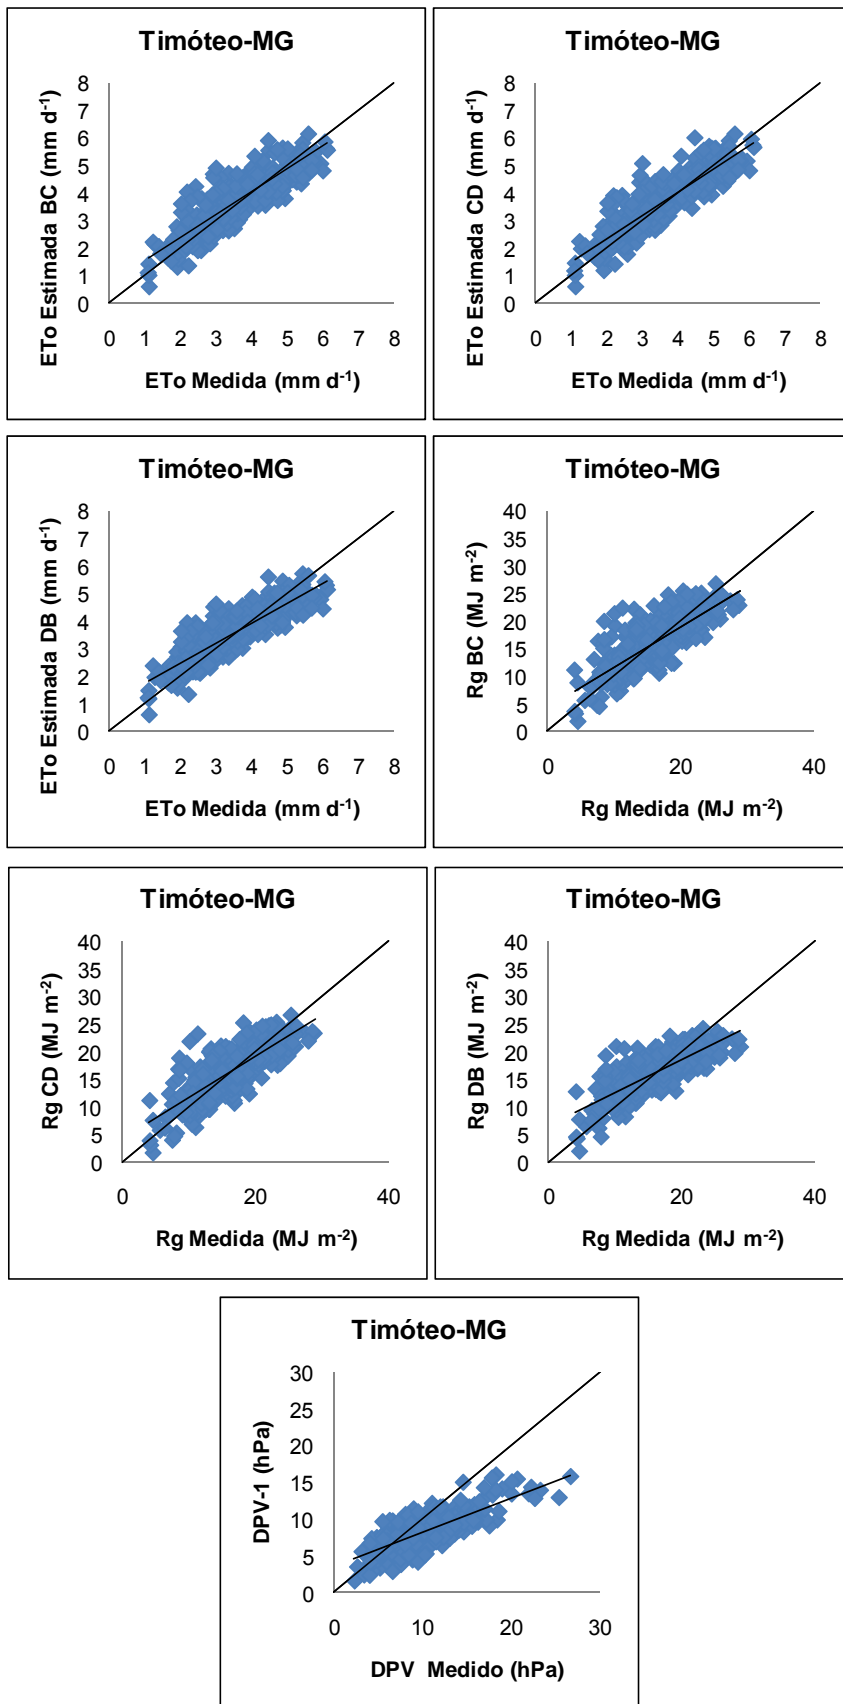 Timóteo-MG
ETo Estimada BC (mm d-1)
8
7
6
5
4
3
2
1
0
0 1 2 3 4 5 6 7 8
ETo Medida (mm d-1)
Timóteo-MG
ETo Estimada CD (mm d-1)
8
7
6
5
4
3
2
1
0
0 1 2 3 4 5 6 7 8
ETo Medida (mm d-1)
Timóteo-MG
ETo Estimada DB (mm d-1)
8
7
6
5
4
3
2
1
0
0 1 2 3 4 5 6 7 8
ETo Medida (mm d-1)
Timóteo-MG
Rg BC (MJ m-2)
40
35
30
25
20
15
10
5
0
0 20 40
Rg Medida (MJ m-2)
Timóteo-MG
Rg CD (MJ m-2)
40
35
30
25
20
15
10
5
0
0 20 40
Rg Medida (MJ m-2)
Timóteo-MG
Rg DB (MJ m-2)
40
35
30
25
20
15
10
5
0
0 20 40
Rg Medida (MJ m-2)
Timóteo-MG
DPV-1 (hPa)
30
25
20
15
10
5
0
0 10 20 30
DPV Medido (hPa)